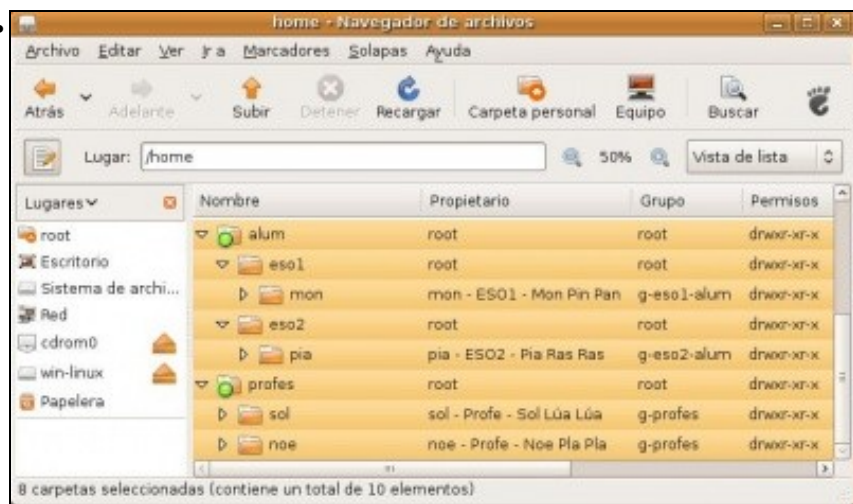 home - Navegador de archivos
Archivo Editar Ver Ir a Marcadores Solapas Ayuda
Atrás Adelante Subir Detener Recargar Carpeta personal Equipo Buscar
Lugar: /home 50% Vista de lista
Lugares Nombre Propietario Grupo Permisos
root alum root root drwxr-xr-x
Escritorio eso1 root root drwxr-xr-x
Sistema de archi... mon mon - ESO1 - Mon Pin Pan g-eso1-alum drwxr-xr-x
Red eso2 root root drwxr-xr-x
cdrom0 pia pia - ESO2 - Pia Ras Ras g-eso2-alum drwxr-xr-x
win-linux profes root root drwxr-xr-x
Papelera sol sol - Profe - Sol Lúa Lúa g-profes drwxr-xr-x
noe noe - Profe - Noe Pla Pla g-profes drwxr-xr-x
8 carpetas seleccionadas (contiene un total de 10 elementos)